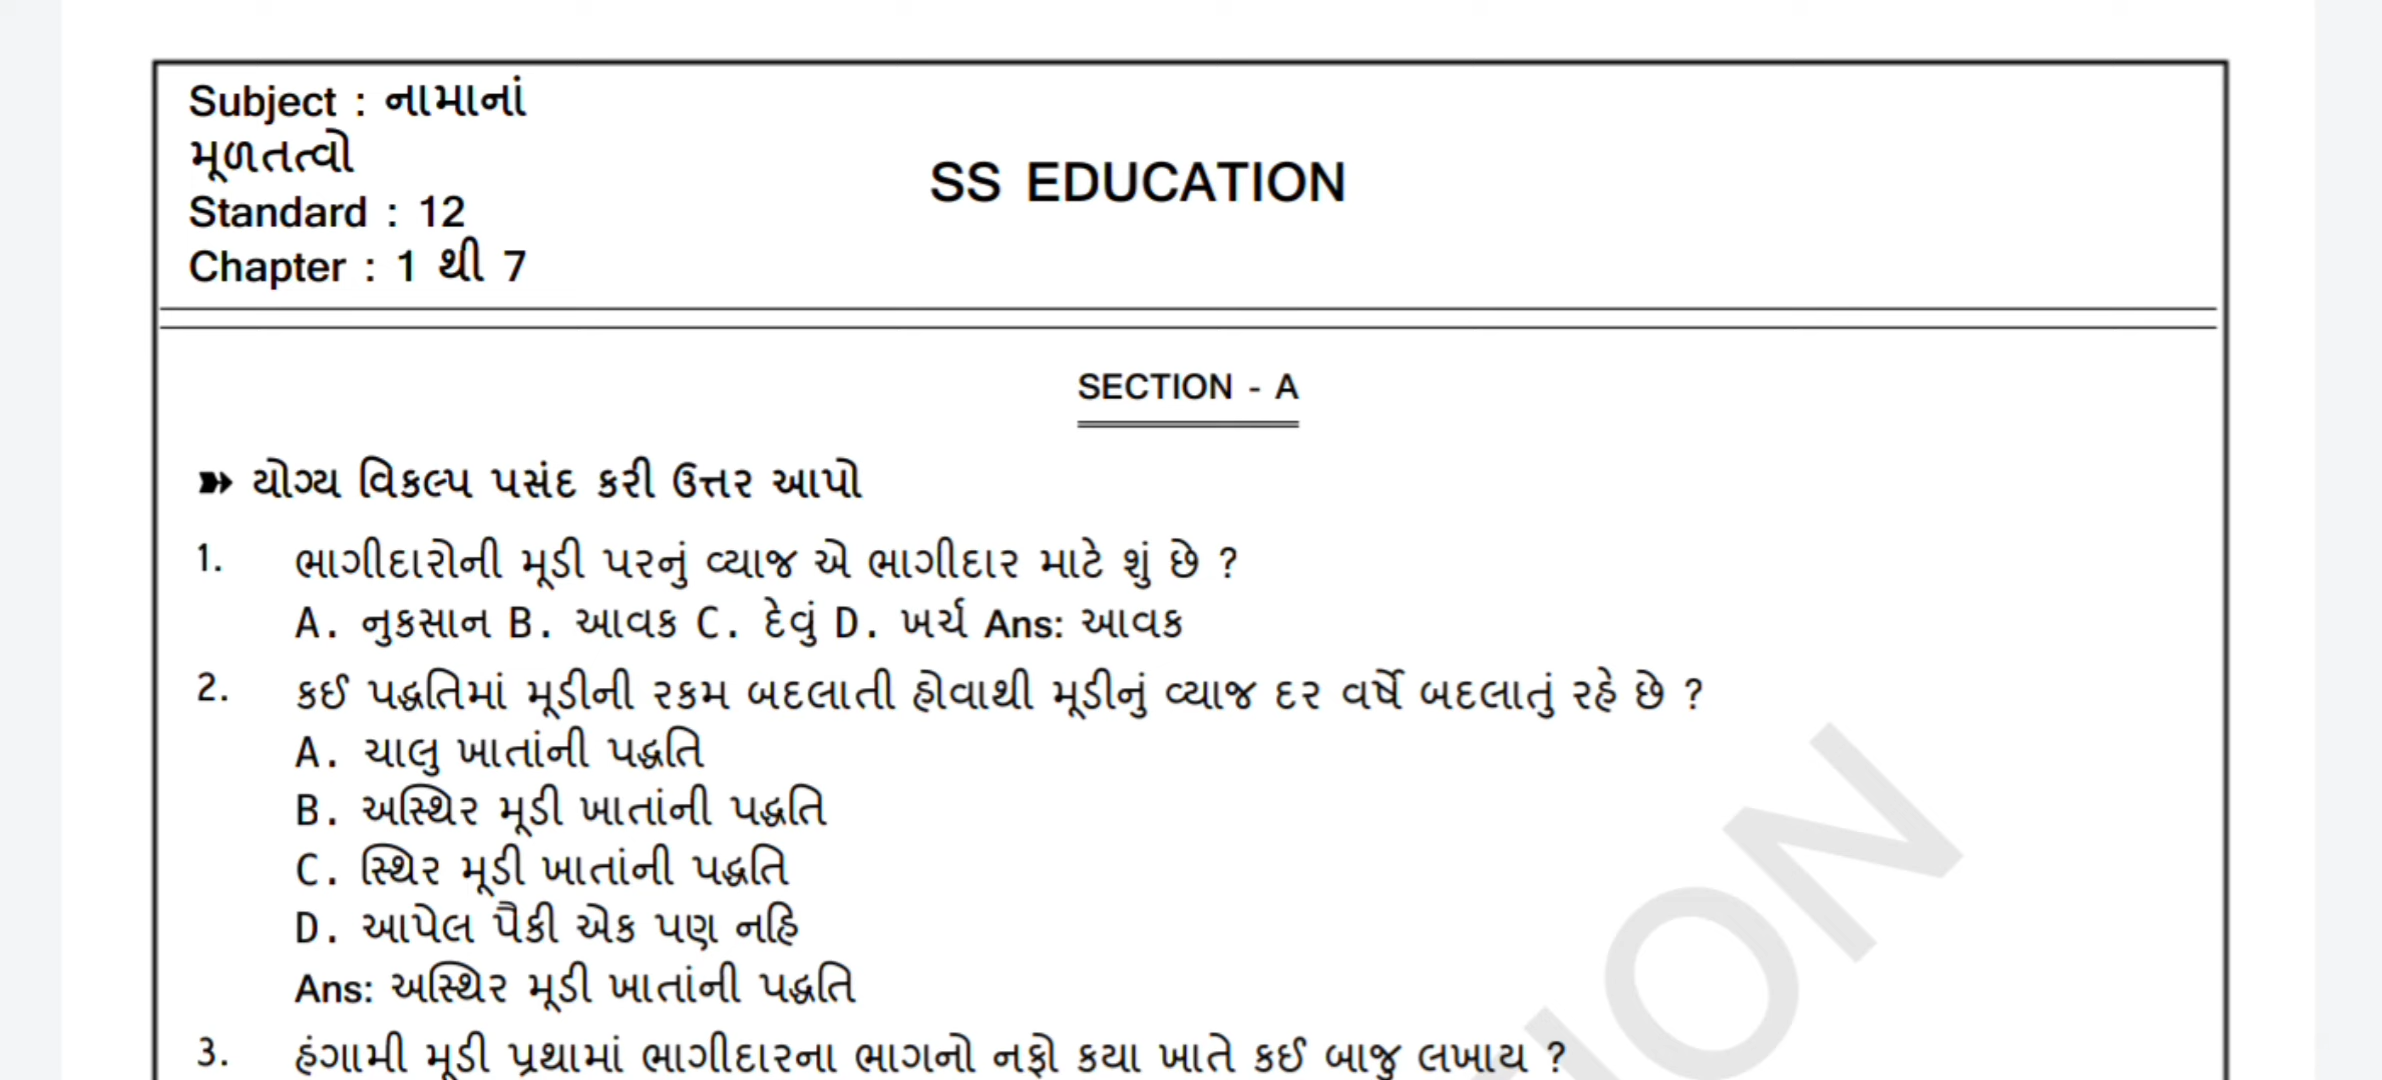 Subject : નામાનાં
મૂળતત્વો
Standard : 12
Chapter : 1 થી 7
SS EDUCATION
SECTION - A
યોગ્ય વિકલ્પ પસંદ કરી ઉત્તર આપો
1. ભાગીદારોની મૂડી પરનું વ્યાજ એ ભાગીદાર માટે શું છે ?
A. નુકસાન B. આવક C. દેવું D. ખર્ચ Ans: આવક
2. કઈ પદ્ધતિમાં મૂડીની રકમ બદલાતી હોવાથી મૂડીનું વ્યાજ દર વર્ષે બદલાતું રહે છે ?
A. ચાલુ ખાતાંની પદ્ધતિ
B. અસ્થિર મૂડી ખાતાંની પદ્ધતિ
C. સ્થિર મૂડી ખાતાંની પદ્ધતિ
D. આપેલ પૈકી એક પણ નહિ
Ans: અસ્થિર મૂડી ખાતાંની પદ્ધતિ
3. હંગામી મૂડી પ્રથામાં ભાગીદારના ભાગનો નફો કયા ખાતે કઈ બાજુ લખાય ?
ION